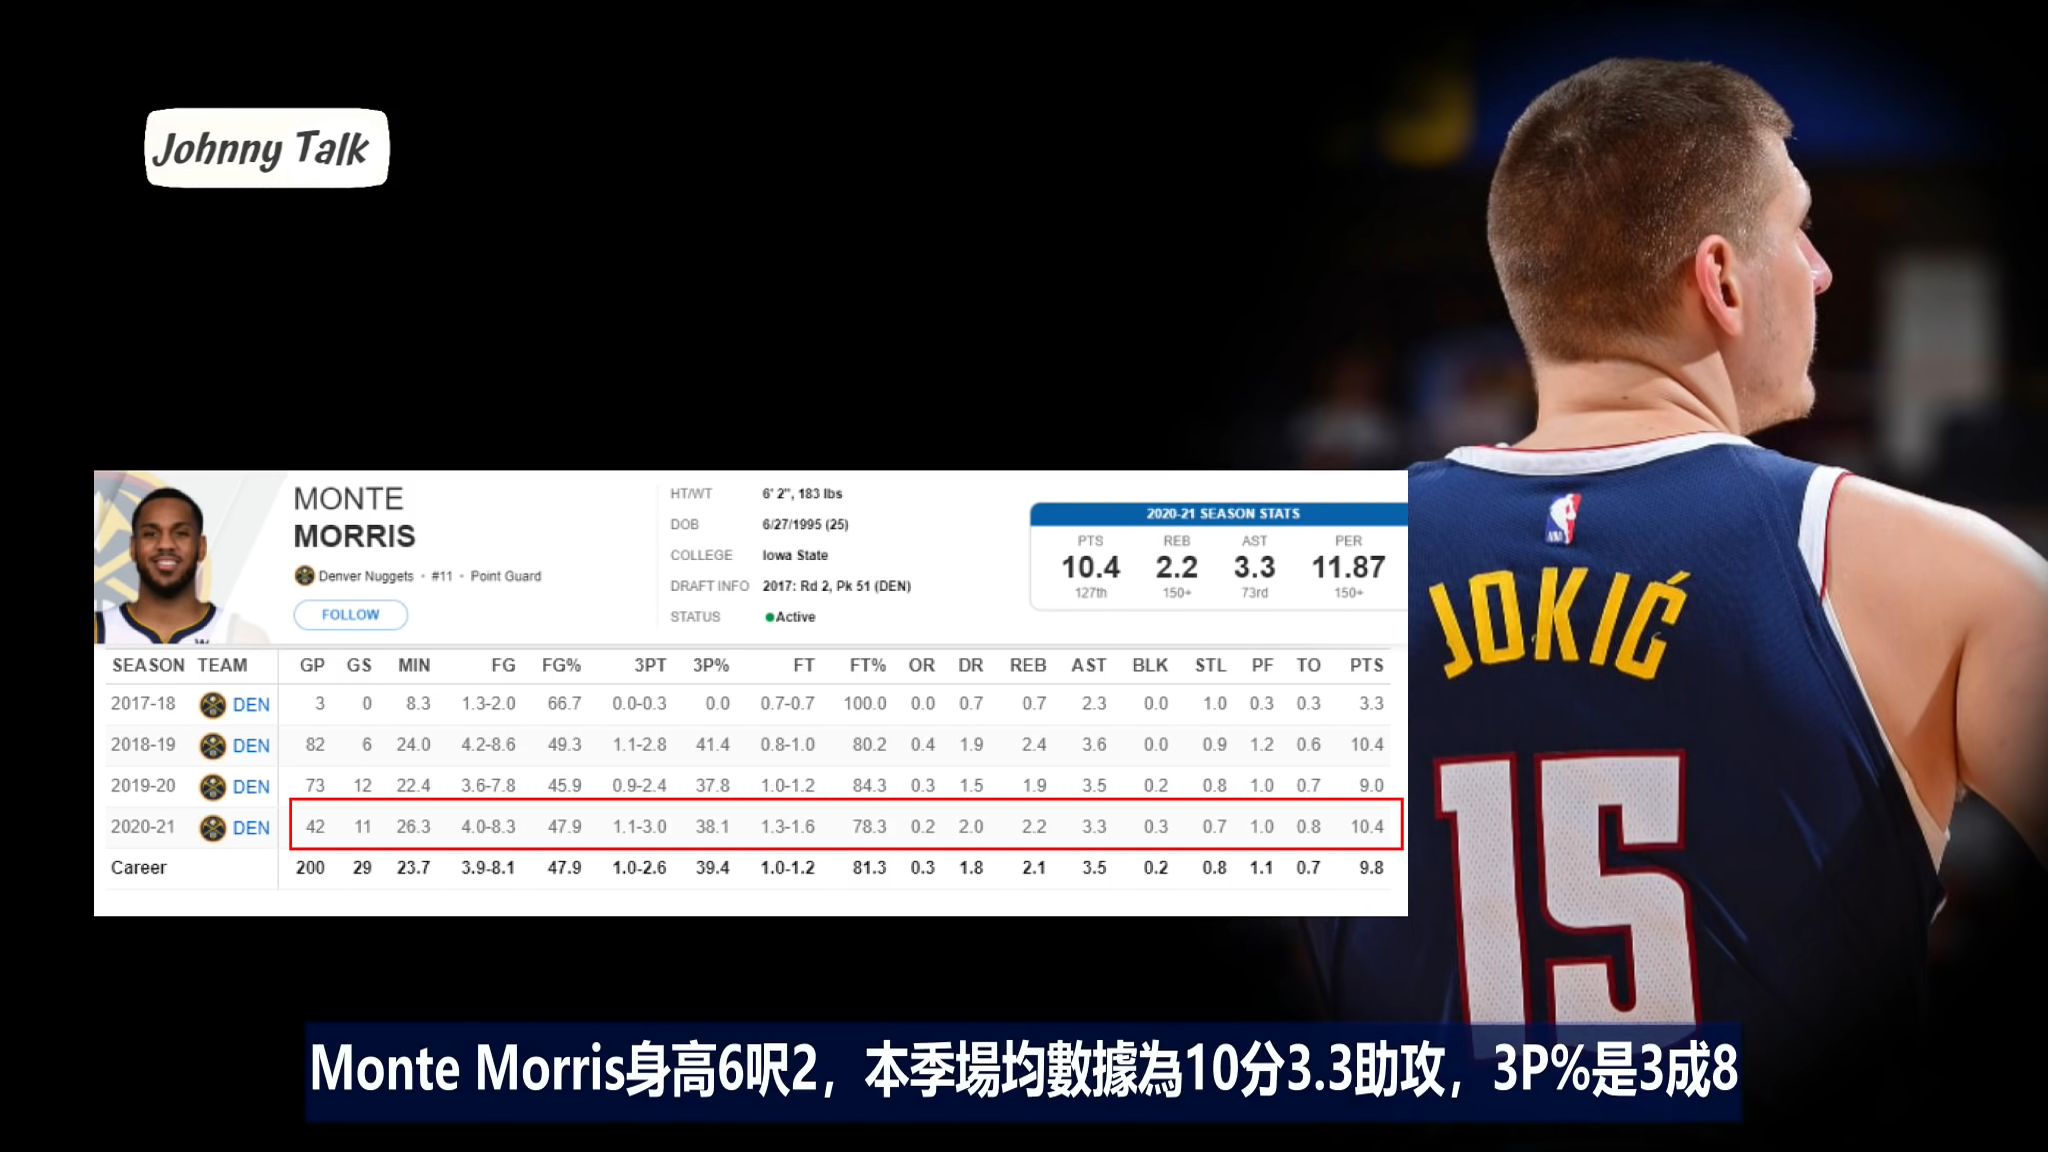 Johnny Talk
MONTE
MORRIS
Denver Nuggets • #11 • Point Guard
FOLLOW
HT/WT 6' 2", 183 lbs
DOB 6/27/1995 (25)
COLLEGE Iowa State
DRAFT INFO 2017: Rd 2, Pk 51 (DEN)
STATUS Active
2020-21 SEASON STATS
PTS REB AST PER
10.4 2.2 3.3 11.87
127th 150+ 73rd 150+
SEASON TEAM GP GS MIN FG FG% 3PT 3P% FT FT% OR DR REB AST BLK STL PF TO PTS
2017-18 DEN 3 0 8.3 1.3-2.0 66.7 0.0-0.3 0.0 0.7-0.7 100.0 0.0 0.7 0.7 2.3 0.0 1.0 0.3 0.3 3.3
2018-19 DEN 82 6 24.0 4.2-8.6 49.3 1.1-2.8 41.4 0.8-1.0 80.2 0.4 1.9 2.4 3.6 0.0 0.9 1.2 0.6 10.4
2019-20 DEN 73 12 22.4 3.6-7.8 45.9 0.9-2.4 37.8 1.0-1.2 84.3 0.3 1.5 1.9 3.5 0.2 0.8 1.0 0.7 9.0
2020-21 DEN 42 11 26.3 4.0-8.3 47.9 1.1-3.0 38.1 1.3-1.6 78.3 0.2 2.0 2.2 3.3 0.3 0.7 1.0 0.8 10.4
Career 200 29 23.7 3.9-8.1 47.9 1.0-2.6 39.4 1.0-1.2 81.3 0.3 1.8 2.1 3.5 0.2 0.8 1.1 0.7 9.8
JOKIĆ
15
Monte Morris身高6呎2，本季場均數據為10分3.3助攻，3P%是3成8